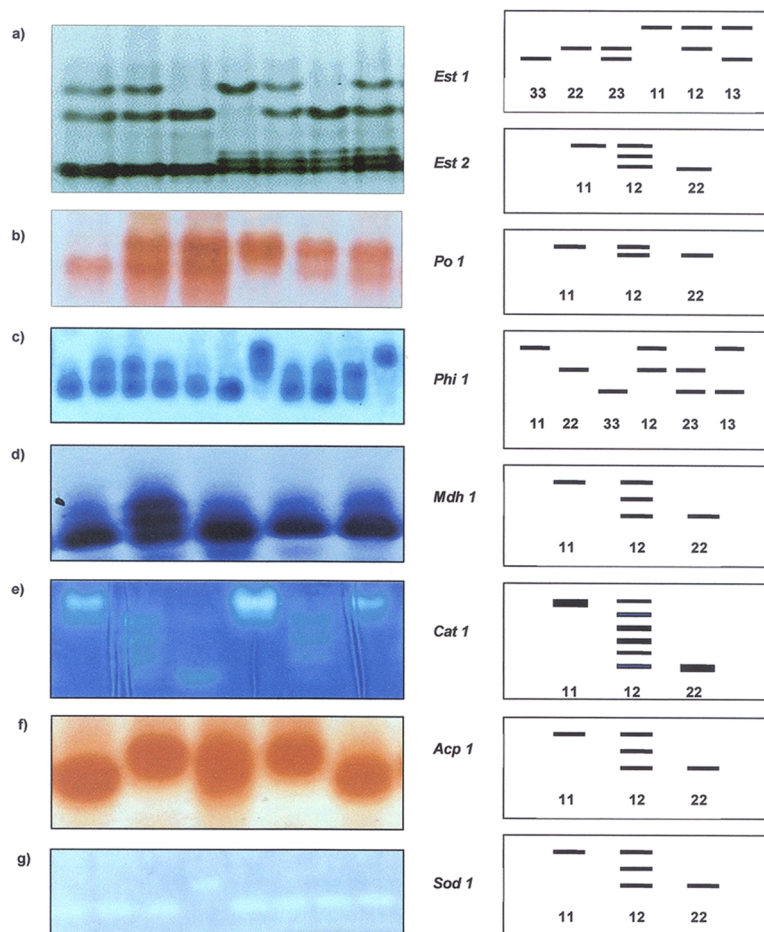 a)
Est 1
33 22 23 11 12 13
Est 2
11 12 22
b)
Po 1
11 12 22
c)
Phi 1
11 22 33 12 23 13
d)
Mdh 1
11 12 22
e)
Cat 1
11 12 22
f)
Acp 1
11 12 22
g)
Sod 1
11 12 22